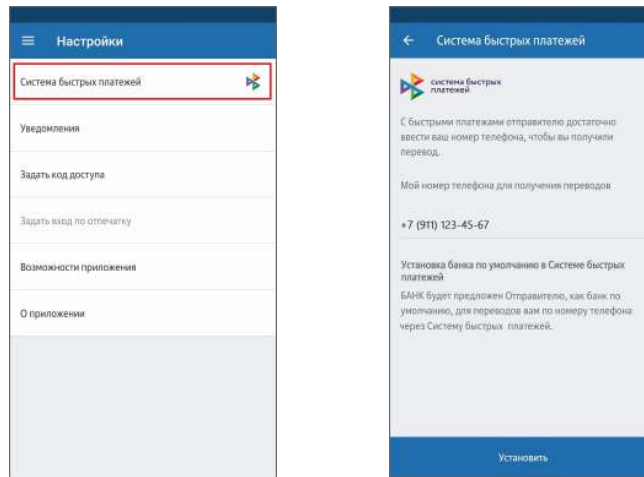 Настройки
Система быстрых платежей
Уведомления
Задать код доступа
Задать вход по отпечатку
Возможности приложения
О приложении
Система быстрых платежей
система быстрых
платежей
С быстрыми платежами отправителю достаточно
ввести ваш номер телефона, чтобы вы получили
перевод.
Мой номер телефона для получения переводов
+7 (911) 123-45-67
Установка банка по умолчанию в Системе быстрых
платежей
БАНК будет предложен Отправителю, как банк по
умолчанию, для переводов вам по номеру телефона
через Систему быстрых платежей.
Установить